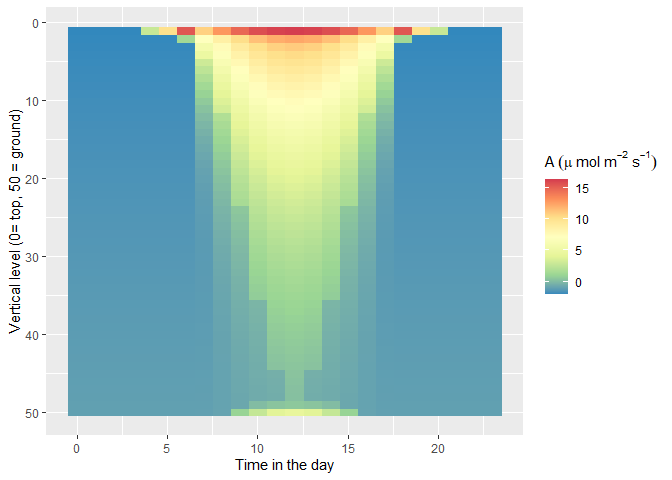 0
10
20
30
40
50
Vertical level (0= top, 50 = ground)
0 5 10 15 20
Time in the day
A (μ mol m⁻² s⁻¹)
15
10
5
0